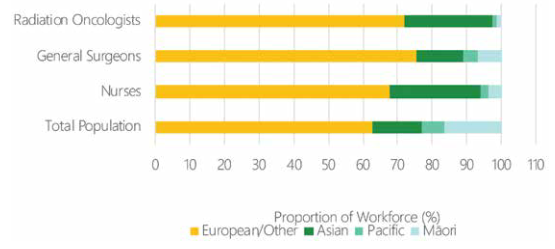 Radiation Oncologists
General Surgeons
Nurses
Total Population
0 10 20 30 40 50 60 70 80 90 100 110
Proportion of Workforce (%)
European/Other Asian Pacific Māori